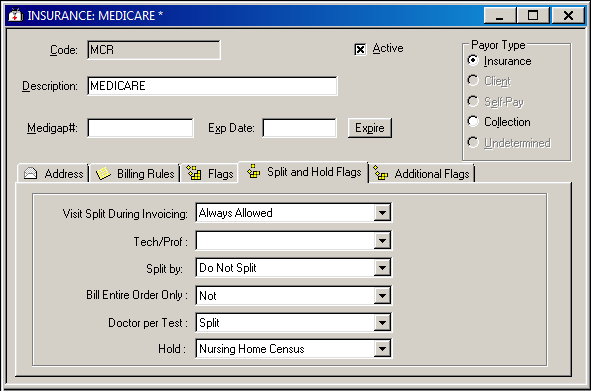 INSURANCE: MEDICARE *
Code: MCR Active
Payor Type
Insurance
Client
Self-Pay
Collection
Undetermined
Description: MEDICARE
Medigap#: Exp Date: Expire
Address Billing Rules Flags Split and Hold Flags Additional Flags
Visit Split During Invoicing: Always Allowed
Tech/Prof :
Split by: Do Not Split
Bill Entire Order Only : Not
Doctor per Test : Split
Hold : Nursing Home Census